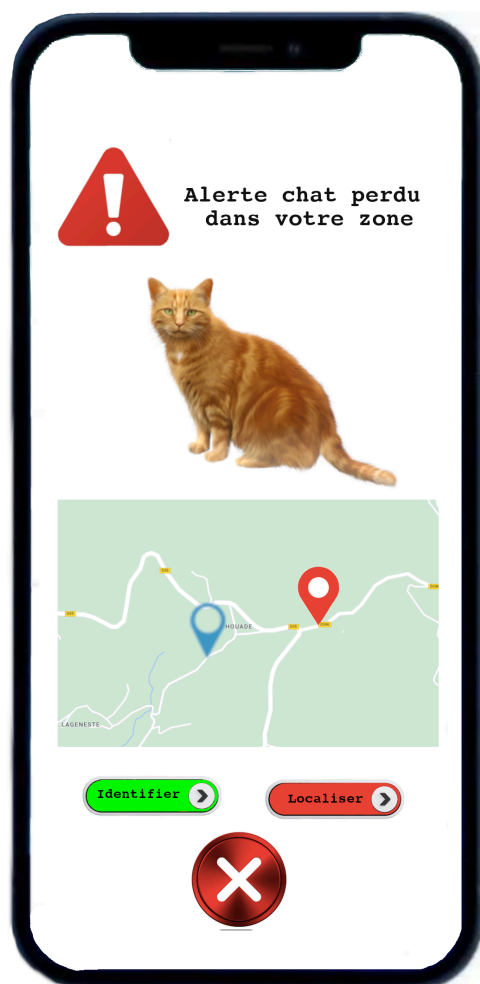 Alerte chat perdu
dans votre zone
HOUADE
LAGENESTE
Identifier
Localiser